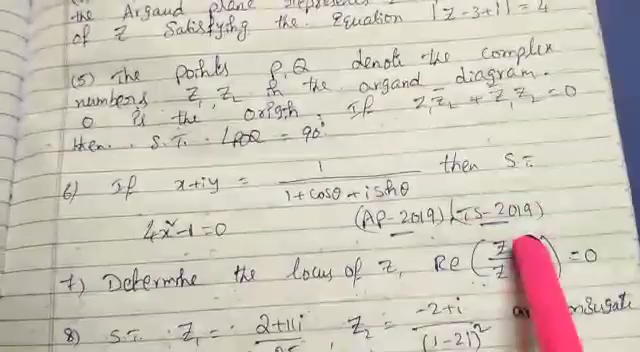 the Argand plane
of z Satisfying the Equation |z-3+i| = 4
(5) The points P, Q denote the complex
numbers z₁, z₂ in the argand diagram.
O is the origin. If z₁z̄₂ + z̄₁z₂ = 0
then S.T. ∠POQ = 90°
6) If x+iy = 1/(1+cosθ+isinθ) then S.T.
4x²-1=0 (AP-2019)(TS-2019)
7) Determine the locus of z, Re (z = 0
8) S.T. z₁ = 2+11i/25, z₂ = -2+i/(1-2i)²